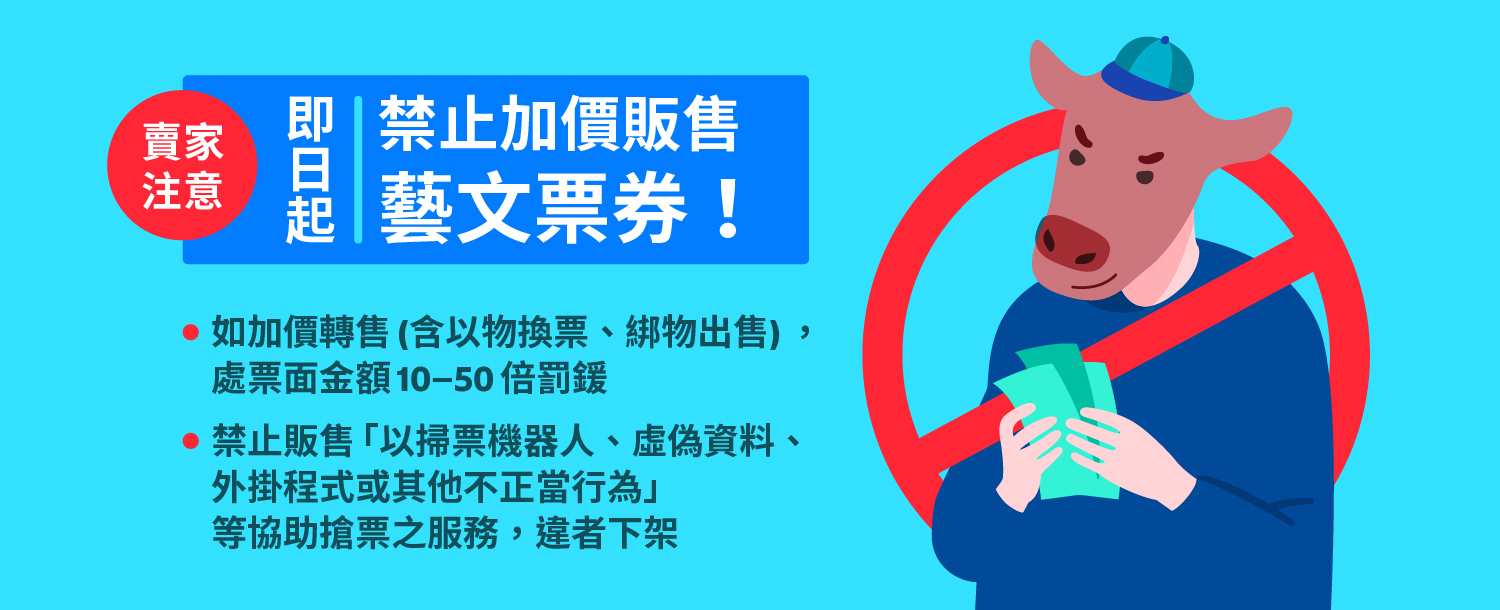 賣家
注意
即日起
禁止加價販售
藝文票券！
如加價轉售(含以物換票、綁物出售)，
處票面金額10–50倍罰鍰
禁止販售「以掃票機器人、虛偽資料、
外掛程式或其他不正當行為」
等協助搶票之服務，違者下架